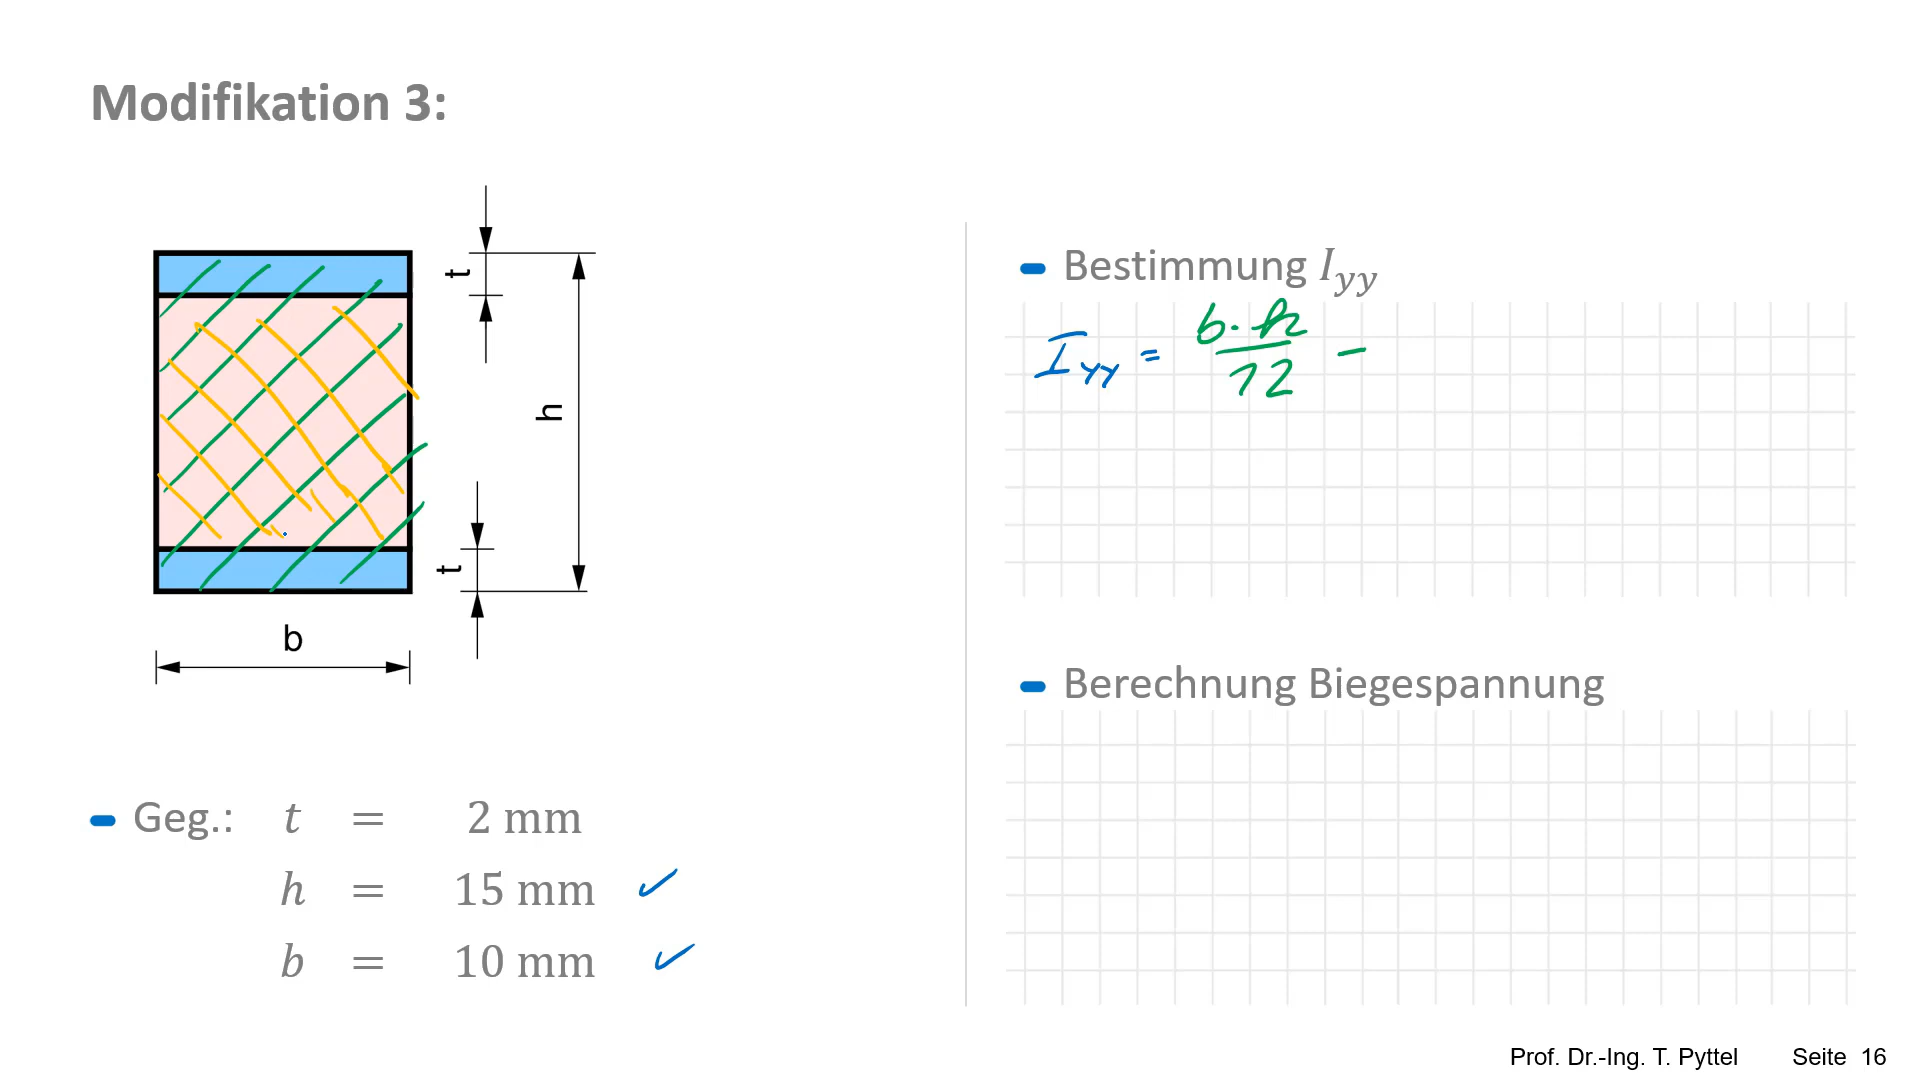 Modifikation 3:
t
h
t
b
Geg.: t = 2 mm
h = 15 mm ✓
b = 10 mm ✓
Bestimmung I_yy
I_yy = b · h / 12 −
Berechnung Biegespannung
Prof. Dr.-Ing. T. Pyttel Seite 16